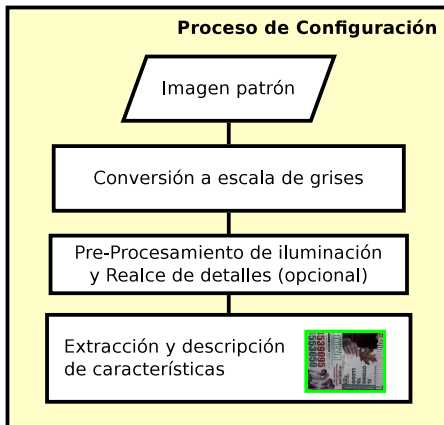 Proceso de Configuración
Imagen patrón
Conversión a escala de grises
Pre-Procesamiento de iluminación
y Realce de detalles (opcional)
Extracción y descripción
de características